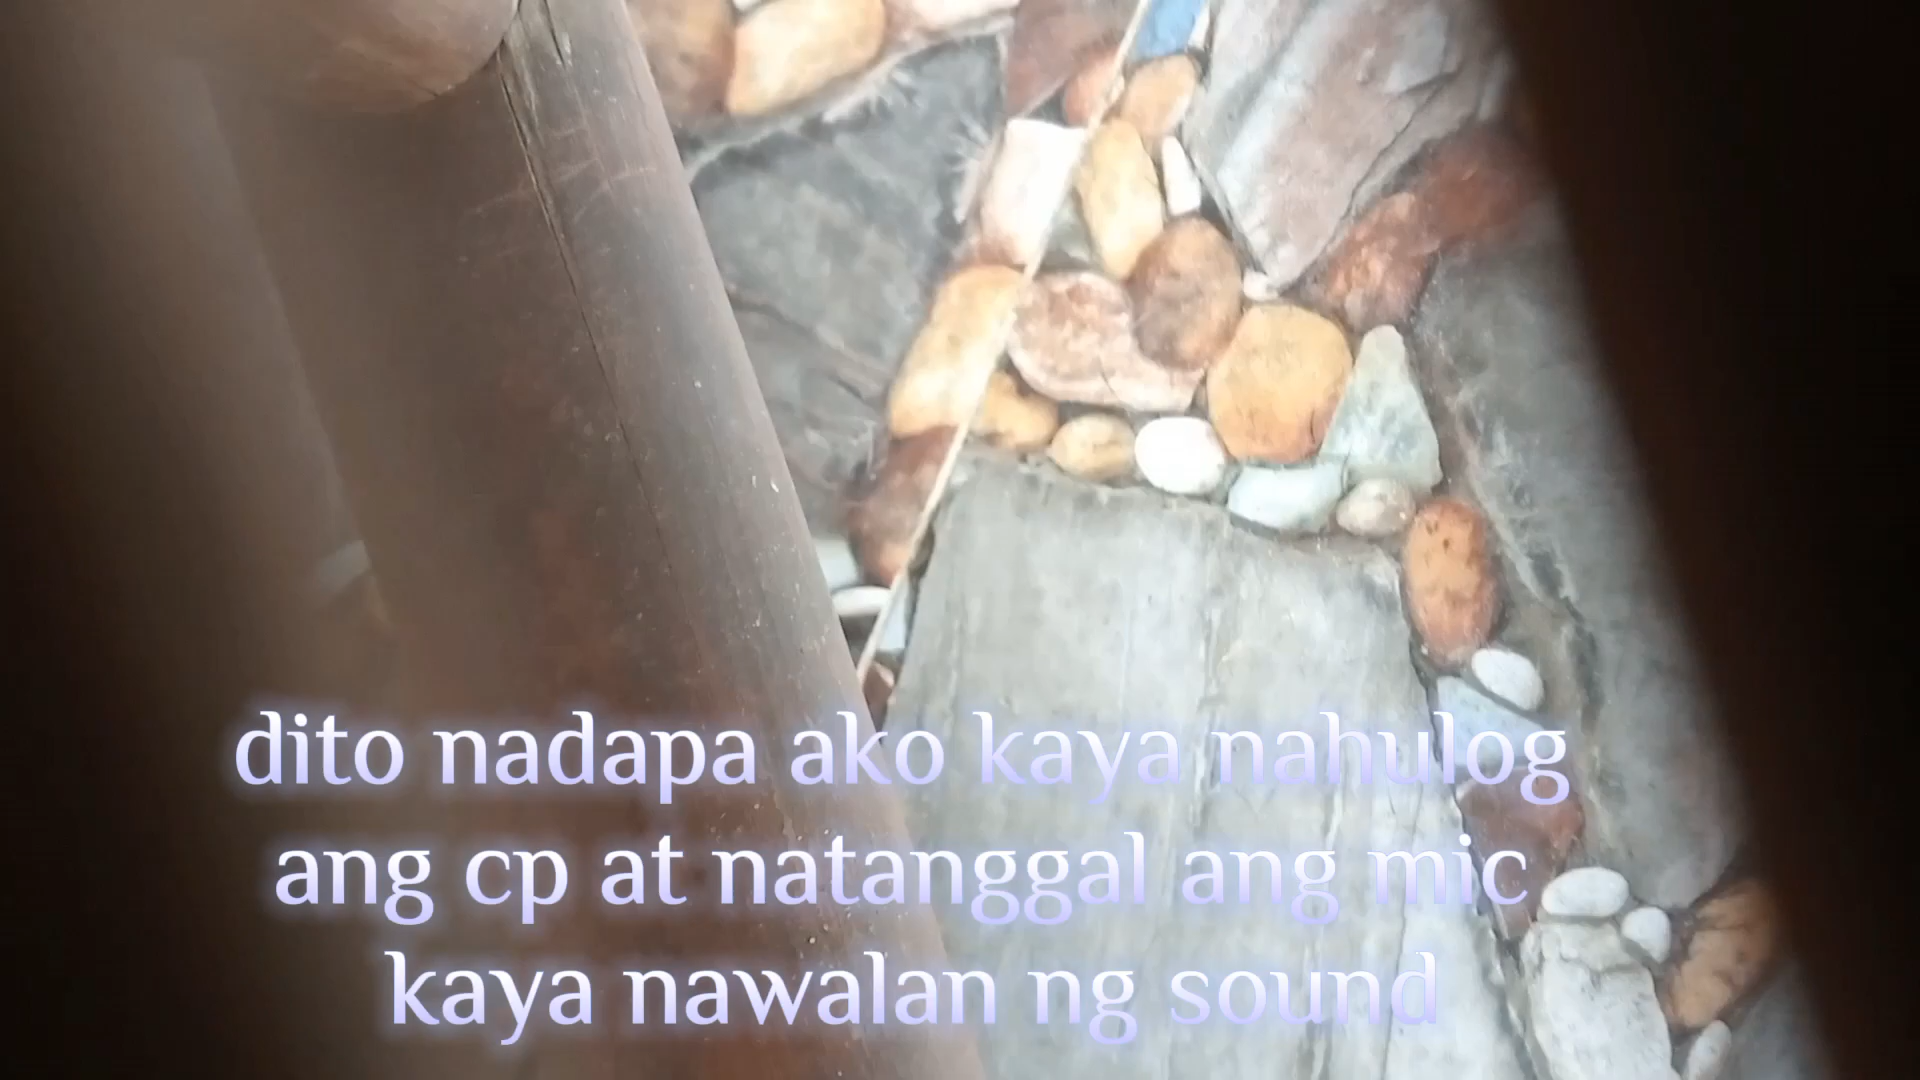 dito nadapa ako kaya nahulog
ang cp at natanggal ang mic
kaya nawalan ng sound